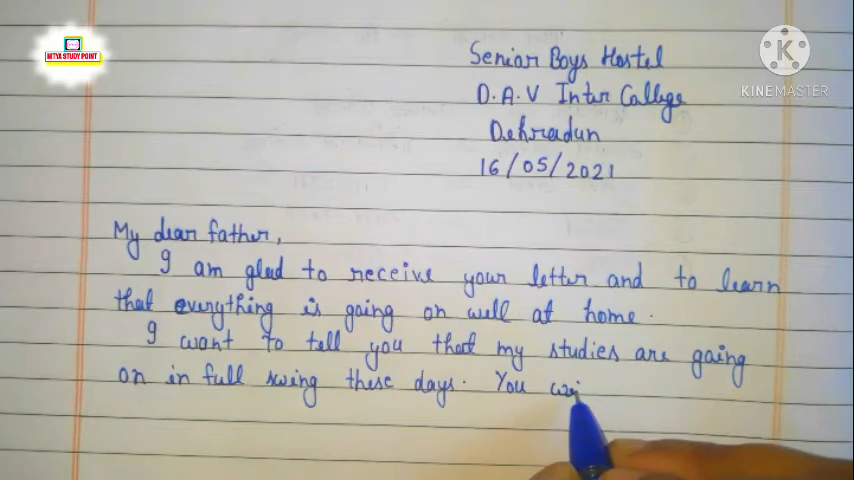 NITYA STUDY POINT
K
KINEMASTER
Senior Boys Hostel
D.A.V Inter College
Dehradun
16/05/2021
My dear father,
I am glad to receive your letter and to learn
that everything is going on well at home.
I want to tell you that my studies are going
on in full swing these days. You wi